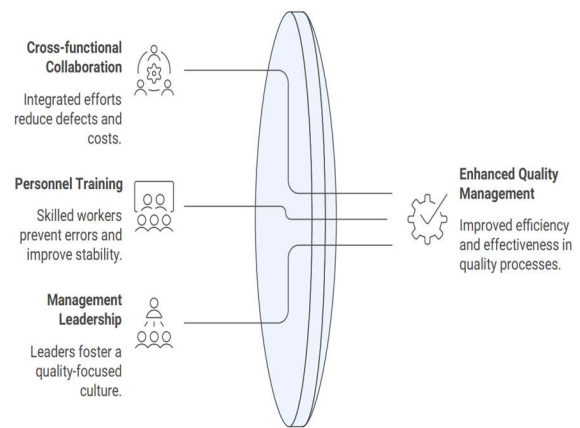 Cross-functional
Collaboration
Integrated efforts
reduce defects and
costs.
Personnel Training
Skilled workers
prevent errors and
improve stability.
Management
Leadership
Leaders foster a
quality-focused
culture.
Enhanced Quality
Management
Improved efficiency
and effectiveness in
quality processes.